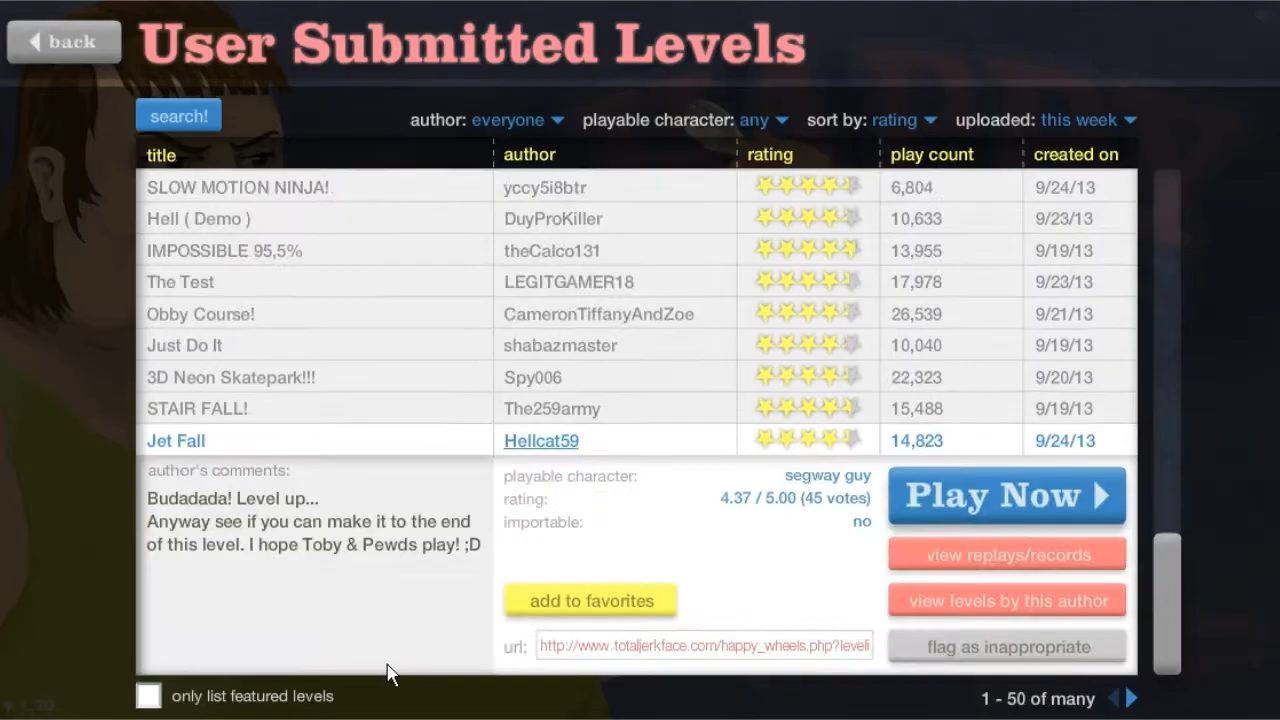 back
User Submitted Levels
search!
author: everyone
playable character: any
sort by: rating
uploaded: this week
title author rating play count created on
SLOW MOTION NINJA! yccy5i8btr 6,804 9/24/13
Hell ( Demo ) DuyProKiller 10,633 9/23/13
IMPOSSIBLE 95,5% theCalco131 13,955 9/19/13
The Test LEGITGAMER18 17,978 9/23/13
Obby Course! CameronTiffanyAndZoe 26,539 9/21/13
Just Do It shabazmaster 10,040 9/19/13
3D Neon Skatepark!!! Spy006 22,323 9/20/13
STAIR FALL! The259army 15,488 9/19/13
Jet Fall Hellcat59 14,823 9/24/13
author's comments:
Budadada! Level up...
Anyway see if you can make it to the end
of this level. I hope Toby & Pewds play! ;D
playable character: segway guy
rating: 4.37 / 5.00 (45 votes)
importable: no
add to favorites
url: http://www.totaljerkface.com/happy_wheels.php?leveli
Play Now
view replays/records
view levels by this author
flag as inappropriate
only list featured levels
1 - 50 of many